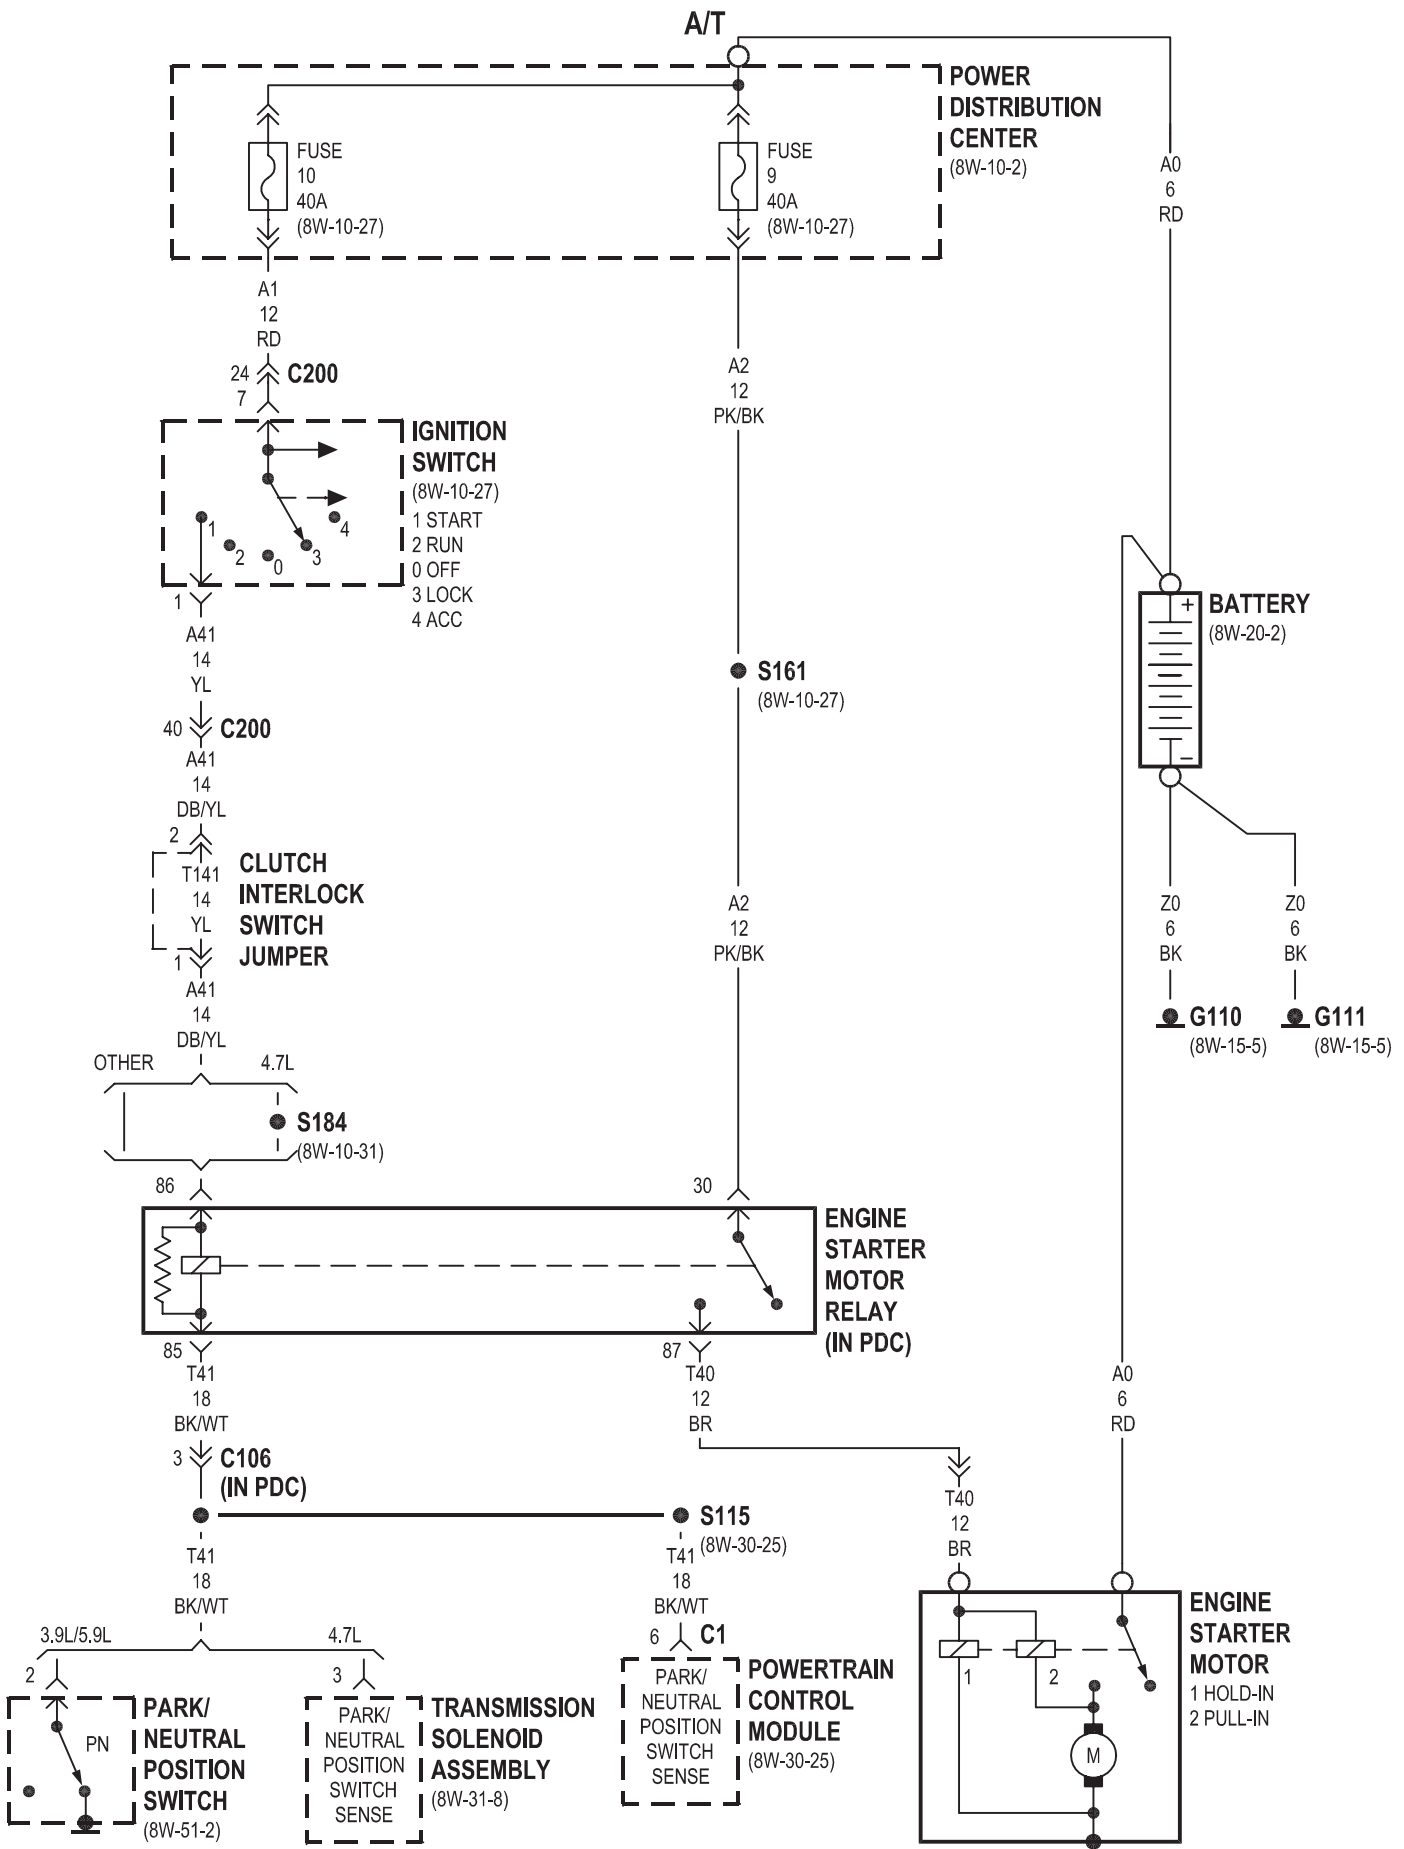 A/T
POWER
DISTRIBUTION
CENTER
(8W-10-2)
FUSE
10
40A
(8W-10-27)
FUSE
9
40A
(8W-10-27)
A0
6
RD
A1
12
RD
24
C200
7
A2
12
PK/BK
IGNITION
SWITCH
(8W-10-27)
1 START
2 RUN
0 OFF
3 LOCK
4 ACC
1
2
0
3
4
1
A41
14
YL
40
C200
A41
14
DB/YL
2
T141
14
YL
1
CLUTCH
INTERLOCK
SWITCH
JUMPER
A41
14
DB/YL
S161
(8W-10-27)
+
−
BATTERY
(8W-20-2)
A2
12
PK/BK
Z0
6
BK
Z0
6
BK
G110
(8W-15-5)
G111
(8W-15-5)
OTHER
4.7L
S184
(8W-10-31)
86
30
ENGINE
STARTER
MOTOR
RELAY
(IN PDC)
85
87
T41
18
BK/WT
T40
12
BR
A0
6
RD
3
C106
(IN PDC)
S115
(8W-30-25)
T40
12
BR
T41
18
BK/WT
T41
18
BK/WT
3.9L/5.9L
4.7L
2
3
6
C1
PN
PARK/
NEUTRAL
POSITION
SWITCH
(8W-51-2)
PARK/
NEUTRAL
POSITION
SWITCH
SENSE
TRANSMISSION
SOLENOID
ASSEMBLY
(8W-31-8)
PARK/
NEUTRAL
POSITION
SWITCH
SENSE
POWERTRAIN
CONTROL
MODULE
(8W-30-25)
1
2
M
ENGINE
STARTER
MOTOR
1 HOLD-IN
2 PULL-IN